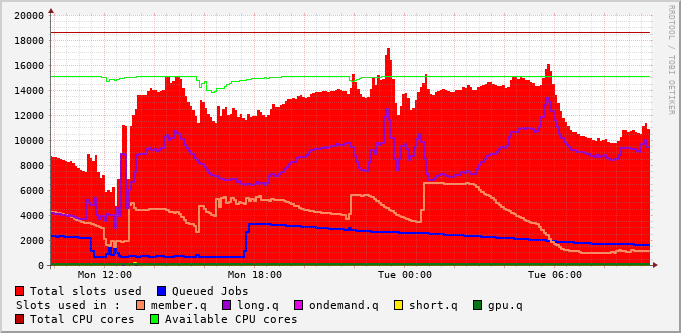 20000
18000
16000
14000
12000
10000
8000
6000
4000
2000
0
Mon 12:00 Mon 18:00 Tue 00:00 Tue 06:00
Total slots used Queued Jobs
Slots used in : member.q long.q ondemand.q short.q gpu.q
Total CPU cores Available CPU cores
RRDTOOL / TOBI OETIKER